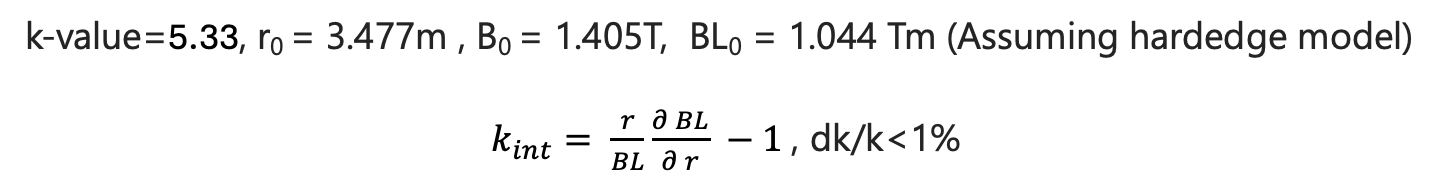 k-value=5.33, r₀ = 3.477m , B₀ = 1.405T, BL₀ = 1.044 Tm (Assuming hardedge model)
k_int = r/BL ∂ BL/∂ r − 1 , dk/k<1%